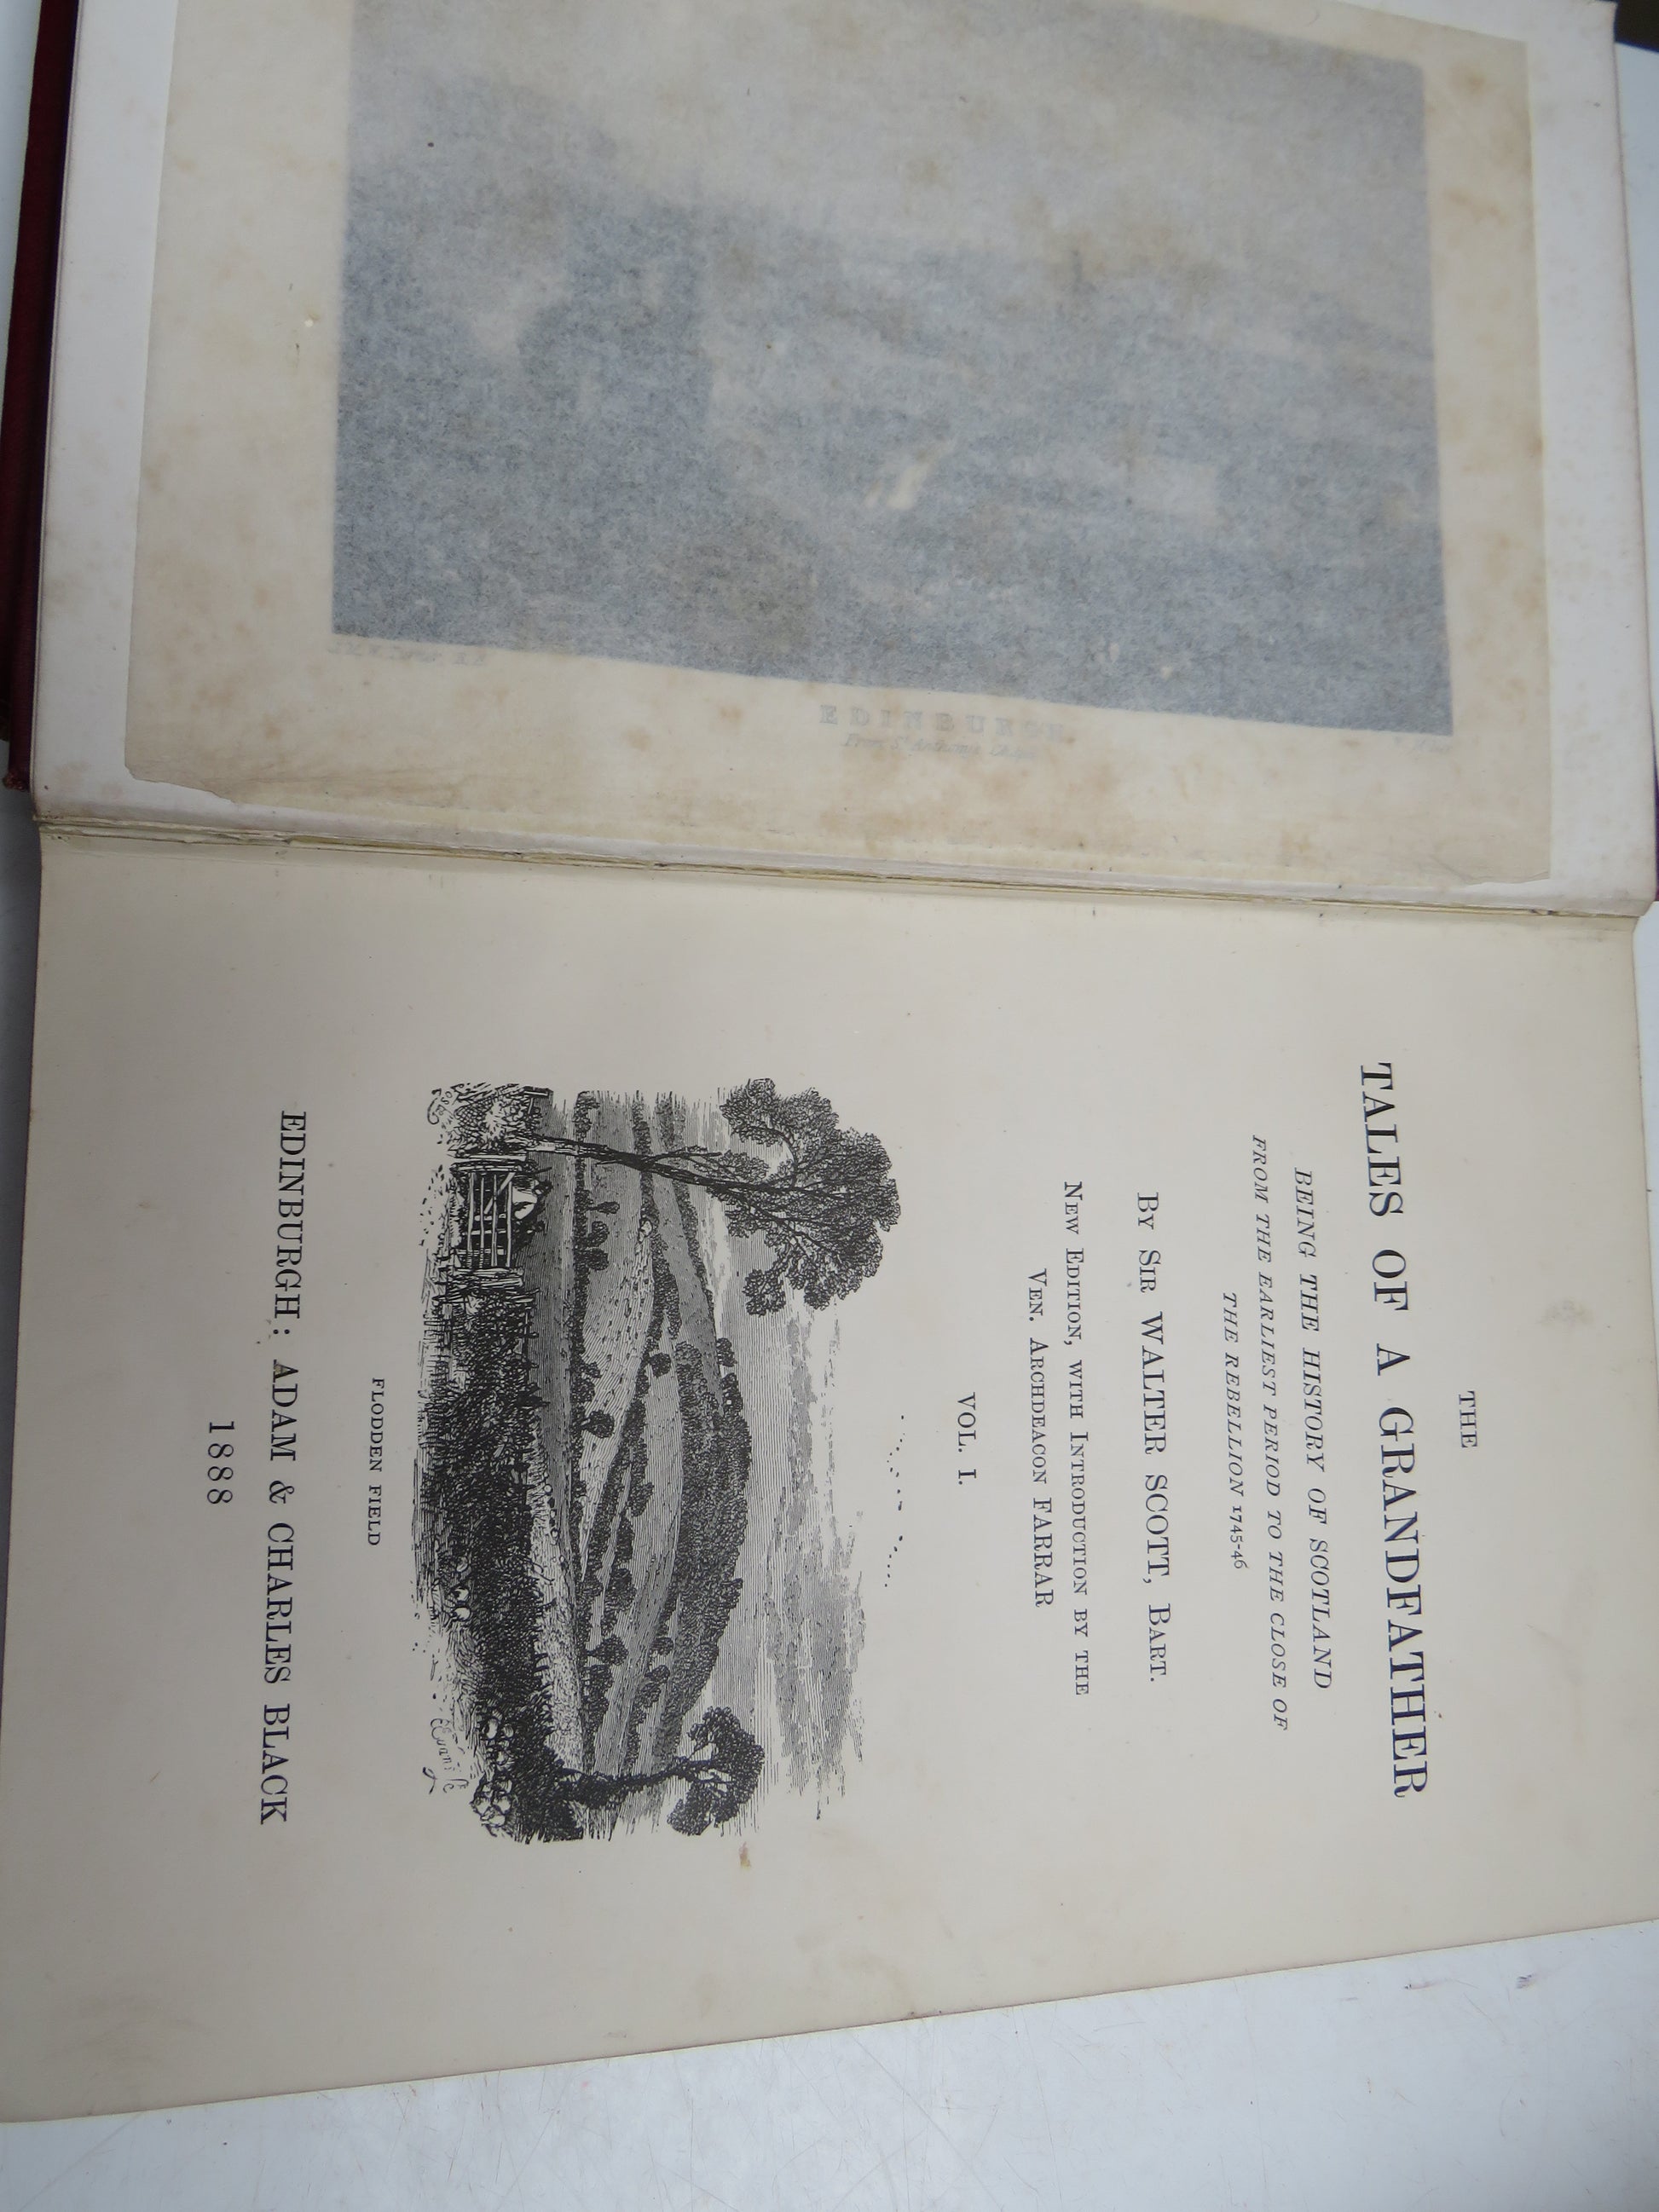 EDINBURGH.
THE
TALES OF A GRANDFATHER
BEING THE HISTORY OF SCOTLAND
FROM THE EARLIEST PERIOD TO THE CLOSE OF
THE REBELLION 1745-46
By Sir WALTER SCOTT, Bart.
New Edition, with Introduction by the
Ven. Archdeacon FARRAR
VOL. I.
FLODDEN FIELD
EDINBURGH: ADAM & CHARLES BLACK
1888